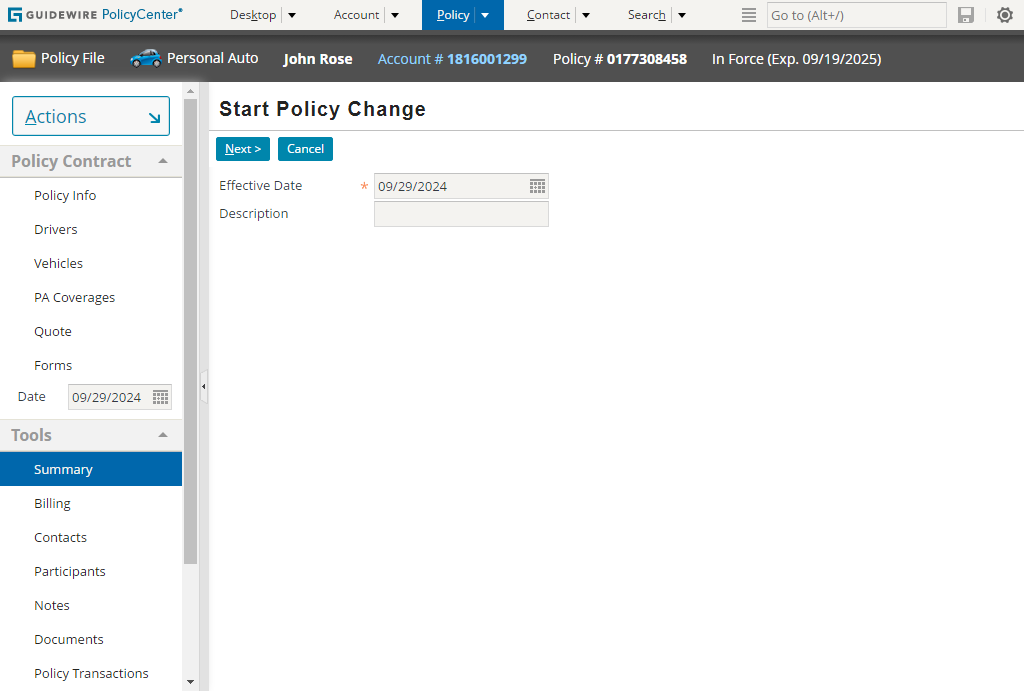 GUIDEWIRE PolicyCenter® Desktop Account Policy Contact Search Go to (Alt+/)
Policy File Personal Auto John Rose Account # 1816001299 Policy # 0177308458 In Force (Exp. 09/19/2025)
Actions
Policy Contract
Policy Info
Drivers
Vehicles
PA Coverages
Quote
Forms
Date 09/29/2024
Tools
Summary
Billing
Contacts
Participants
Notes
Documents
Policy Transactions
Start Policy Change
Next > Cancel
Effective Date * 09/29/2024
Description